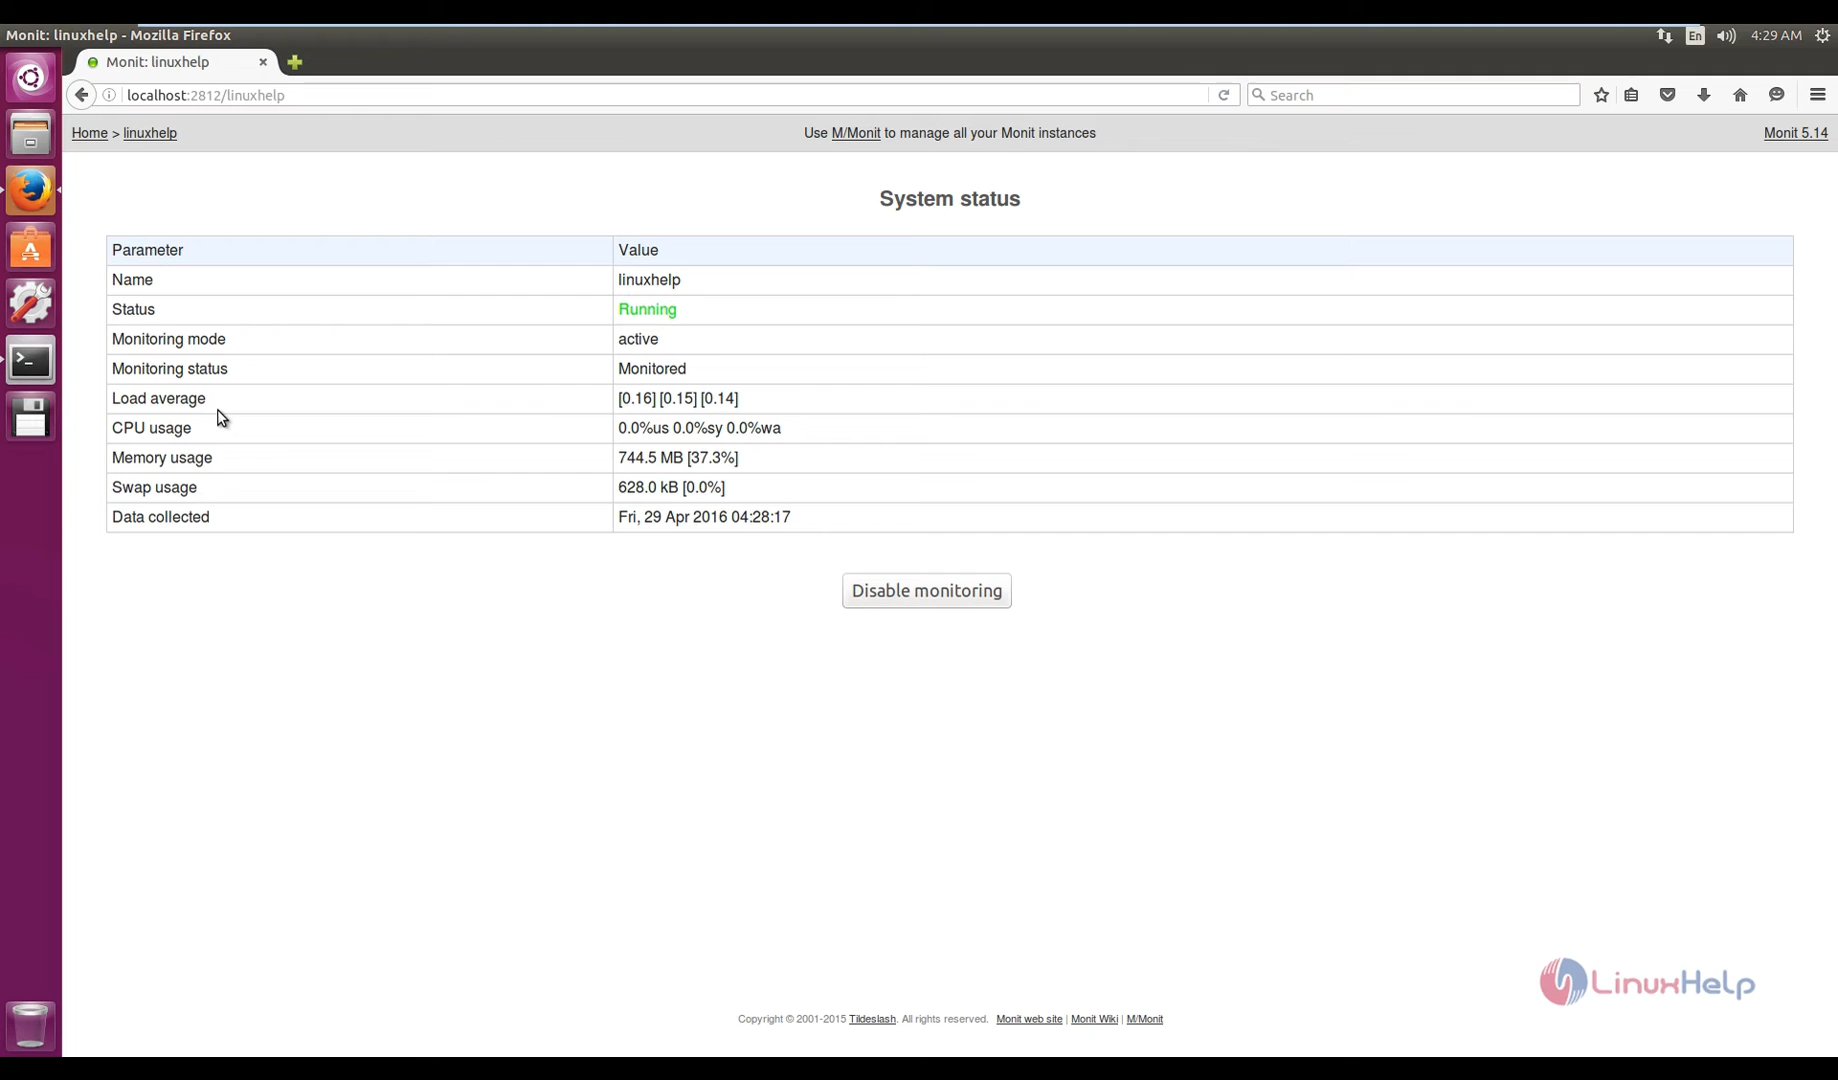 Monit: linuxhelp - Mozilla Firefox
En
4:29 AM
Monit: linuxhelp
localhost:2812/linuxhelp
Search
Home > linuxhelp
Use M/Monit to manage all your Monit instances
Monit 5.14
System status
Parameter Value
Name linuxhelp
Status Running
Monitoring mode active
Monitoring status Monitored
Load average [0.16] [0.15] [0.14]
CPU usage 0.0%us 0.0%sy 0.0%wa
Memory usage 744.5 MB [37.3%]
Swap usage 628.0 kB [0.0%]
Data collected Fri, 29 Apr 2016 04:28:17
Disable monitoring
LinuxHelp
Copyright © 2001-2015 Tildeslash. All rights reserved. Monit web site | Monit Wiki | M/Monit